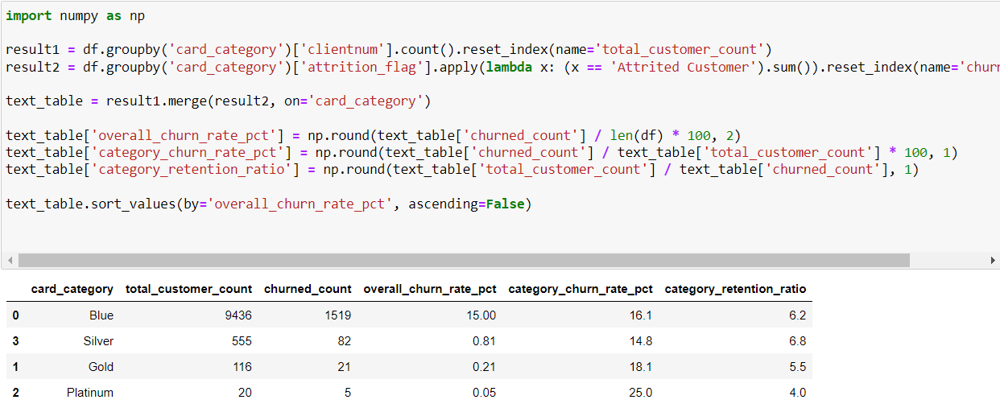 import numpy as np
result1 = df.groupby('card_category')['clientnum'].count().reset_index(name='total_customer_count')
result2 = df.groupby('card_category')['attrition_flag'].apply(lambda x: (x == 'Attrited Customer').sum()).reset_index(name='churn
text_table = result1.merge(result2, on='card_category')
text_table['overall_churn_rate_pct'] = np.round(text_table['churned_count'] / len(df) * 100, 2)
text_table['category_churn_rate_pct'] = np.round(text_table['churned_count'] / text_table['total_customer_count'] * 100, 1)
text_table['category_retention_ratio'] = np.round(text_table['total_customer_count'] / text_table['churned_count'], 1)
text_table.sort_values(by='overall_churn_rate_pct', ascending=False)
card_category total_customer_count churned_count overall_churn_rate_pct category_churn_rate_pct category_retention_ratio
0 Blue 9436 1519 15.00 16.1 6.2
3 Silver 555 82 0.81 14.8 6.8
1 Gold 116 21 0.21 18.1 5.5
2 Platinum 20 5 0.05 25.0 4.0